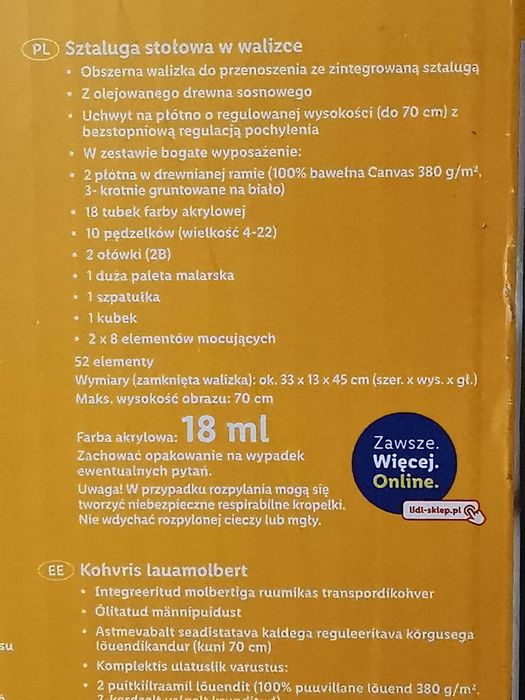 PL Sztaluga stołowa w walizce
• Obszerna walizka do przenoszenia ze zintegrowaną sztalugą
• Z olejowanego drewna sosnowego
• Uchwyt na płótno o regulowanej wysokości (do 70 cm) z
bezstopniową regulacją pochylenia
• W zestawie bogate wyposażenie:
• 2 płótna w drewnianej ramie (100% bawełna Canvas 380 g/m²,
3- krotnie gruntowane na biało)
• 18 tubek farby akrylowej
• 10 pędzelków (wielkość 4-22)
• 2 ołówki (2B)
• 1 duża paleta malarska
• 1 szpatułka
• 1 kubek
• 2 x 8 elementów mocujących
52 elementy
Wymiary (zamknięta walizka): ok. 33 x 13 x 45 cm (szer. x wys. x gł.)
Maks. wysokość obrazu: 70 cm
Farba akrylowa: 18 ml
Zachować opakowanie na wypadek
ewentualnych pytań.
Uwaga! W przypadku rozpylania mogą się
tworzyć niebezpieczne respirabilne kropelki.
Nie wdychać rozpylonej cieczy lub mgły.
Zawsze.
Więcej.
Online.
lidl-sklep.pl
EE Kohvris lauamolbert
• Integreeritud molbertiga ruumikas transpordikohver
• Õlitatud männipuidust
• Astmevabalt seadistatava kaldega reguleeritava kõrgusega
lõuendikandur (kuni 70 cm)
• Komplektis ulatuslik varustus:
• 2 puitkiilraamil lõuendit (100% puuvillane lõuend 380 g/m²,